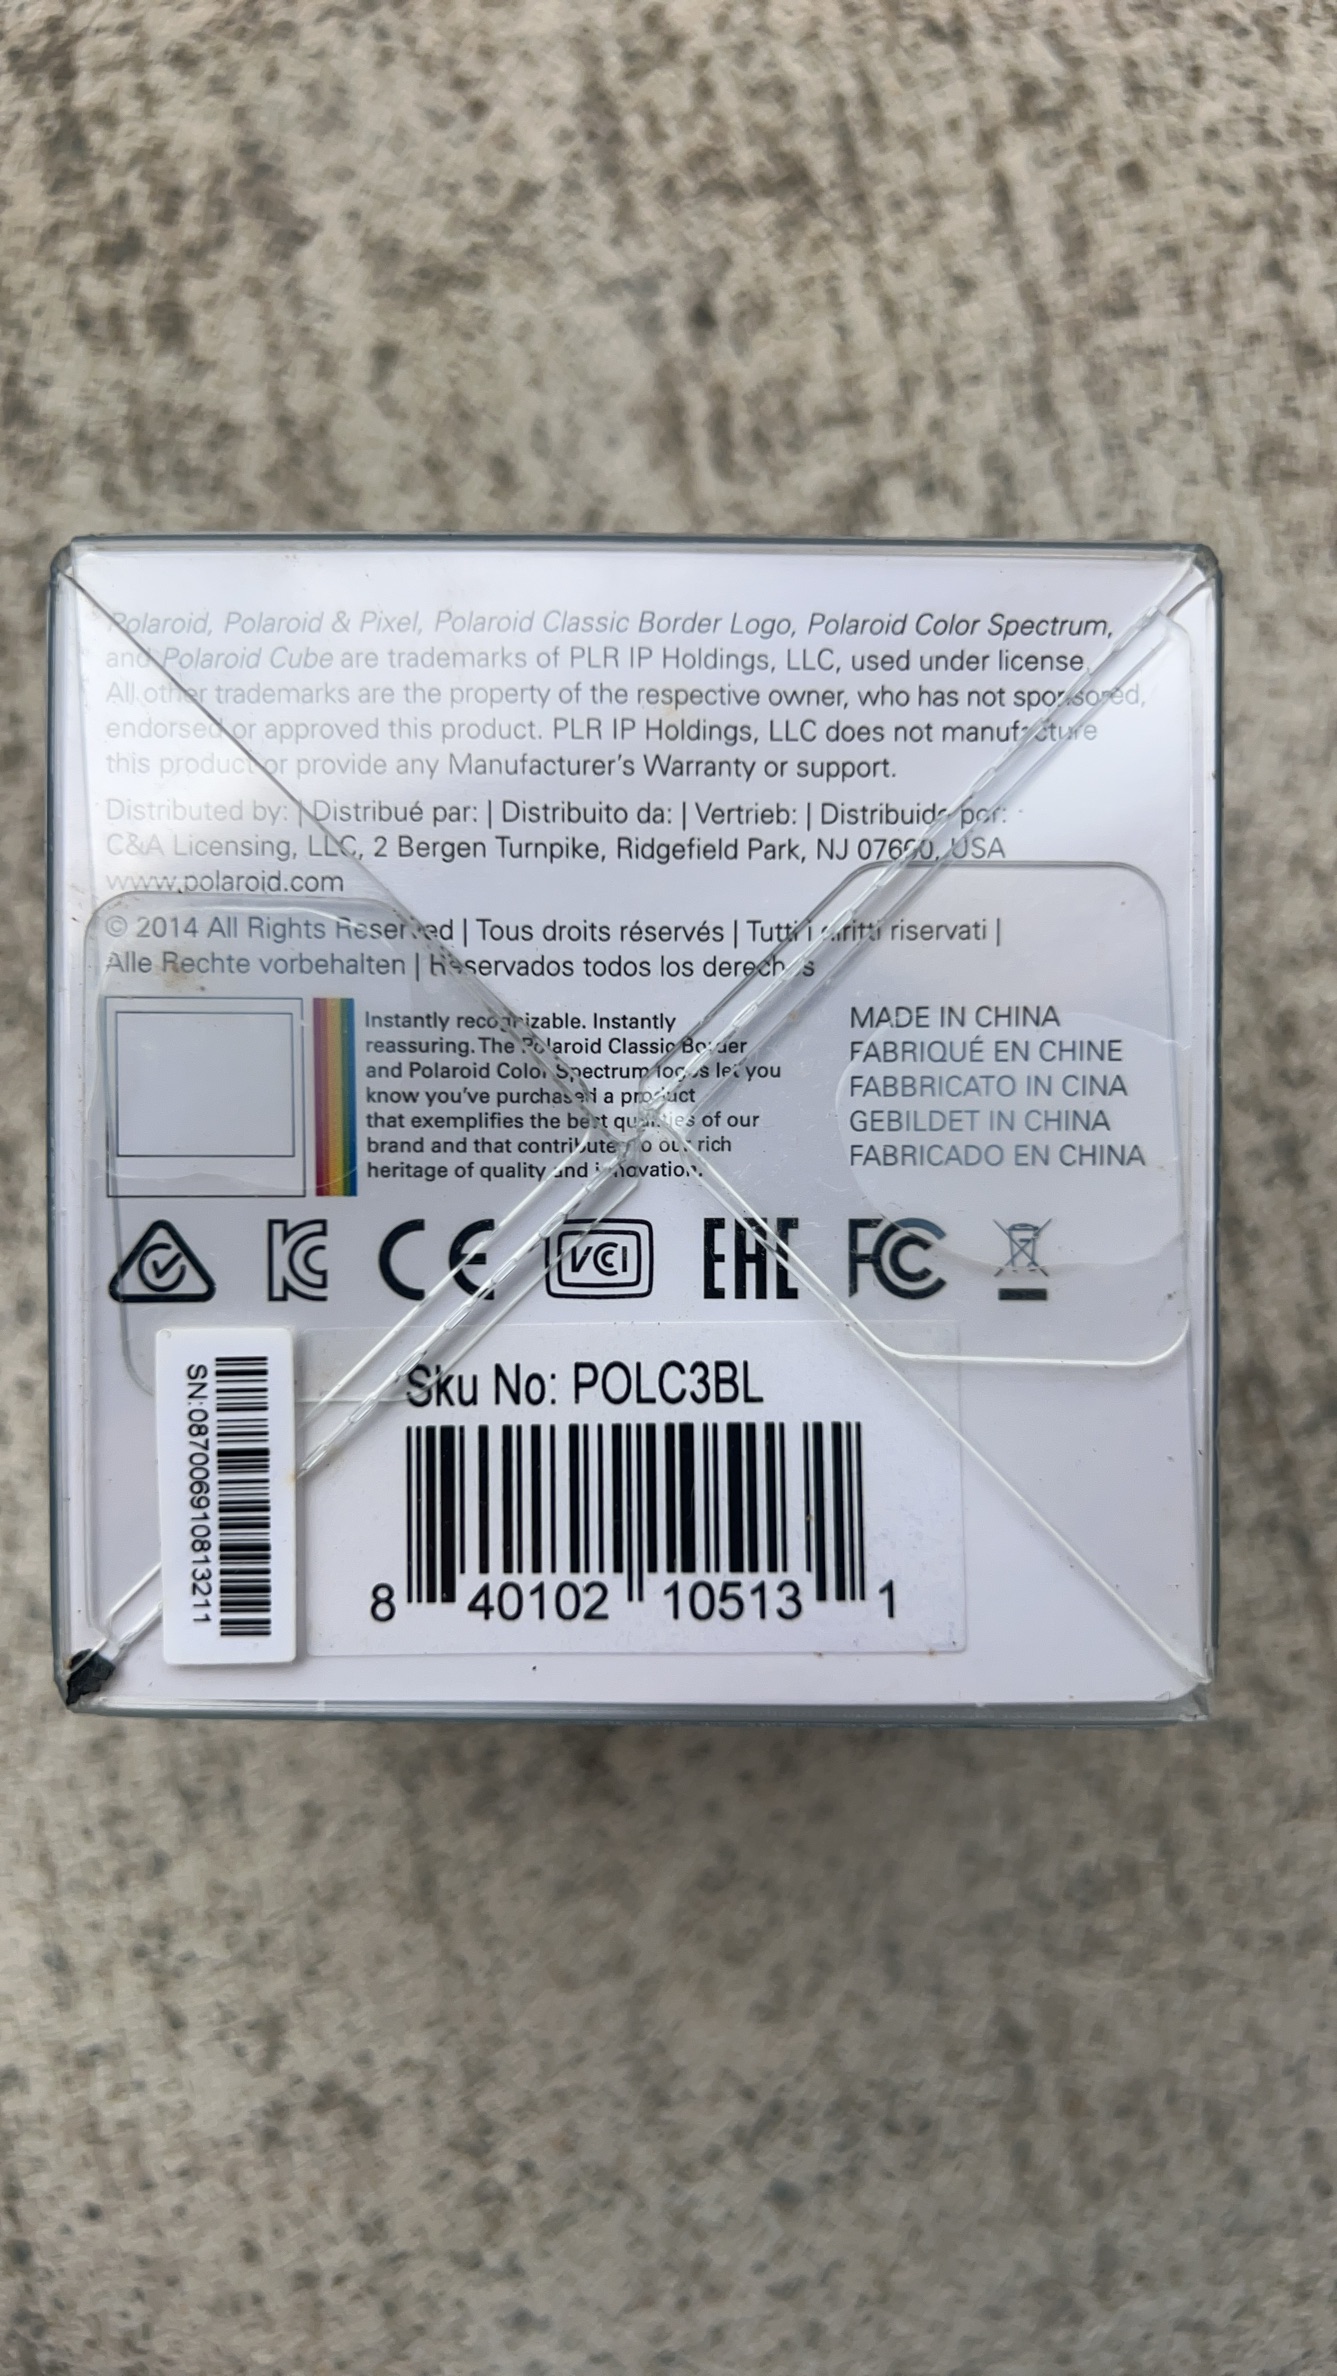 Polaroid, Polaroid & Pixel, Polaroid Classic Border Logo, Polaroid Color Spectrum,
and Polaroid Cube are trademarks of PLR IP Holdings, LLC, used under license.
All other trademarks are the property of the respective owner, who has not sponsored,
endorsed or approved this product. PLR IP Holdings, LLC does not manufacture
this product or provide any Manufacturer's Warranty or support.
Distributed by: | Distribué par: | Distribuito da: | Vertrieb: | Distribuido por:
C&A Licensing, LLC, 2 Bergen Turnpike, Ridgefield Park, NJ 07660, USA
www.polaroid.com
© 2014 All Rights Reserved | Tous droits réservés | Tutti i diritti riservati |
Alle Rechte vorbehalten | Reservados todos los derechos
Instantly recognizable. Instantly
reassuring. The Polaroid Classic Border
and Polaroid Color Spectrum logos let you
know you've purchased a product
that exemplifies the best qualities of our
brand and that contribute to our rich
heritage of quality and innovation.
MADE IN CHINA
FABRIQUÉ EN CHINE
FABBRICATO IN CINA
GEBILDET IN CHINA
FABRICADO EN CHINA
CE VCI EAC FC
SN:087006910813211
Sku No: POLC3BL
8 40102 10513 1